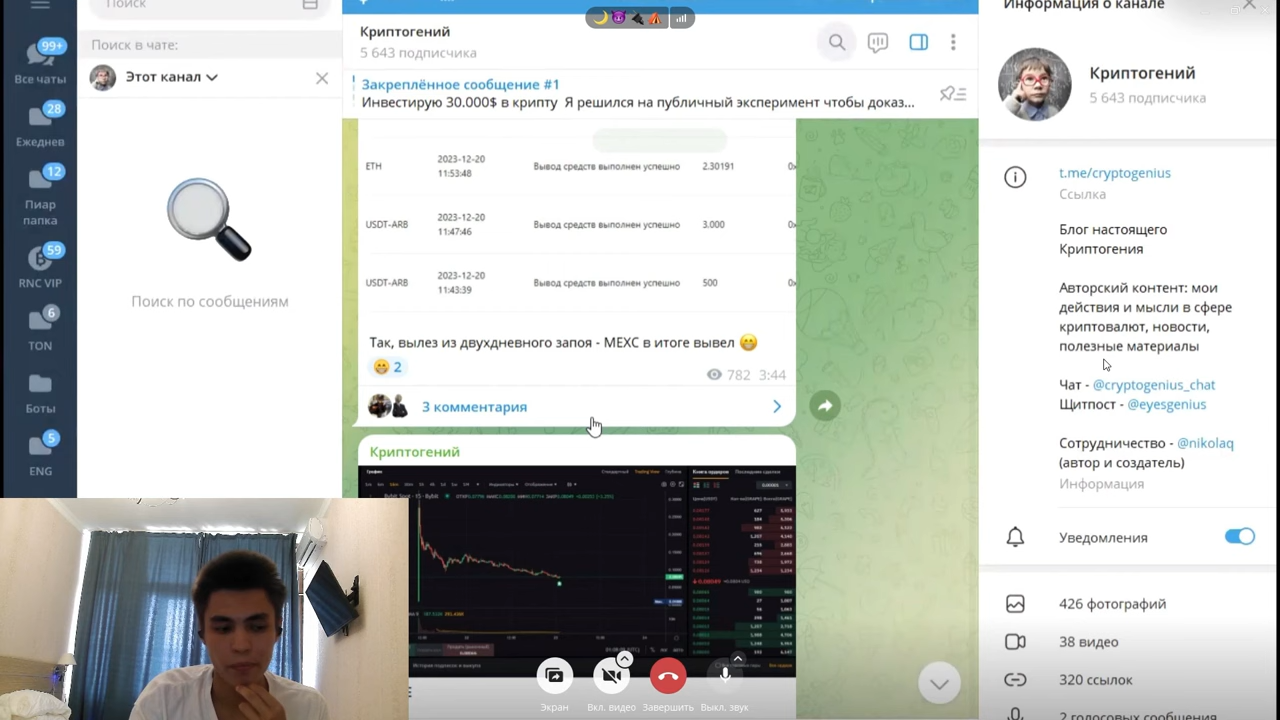 Поиск
Поиск в чате:
Этот канал
Поиск по сообщениям
99+
Все чаты
28
Ежеднев
12
Пиар
папка
59
RNC VIP
6
TON
Боты
5
ENG
Криптогений
5 643 подписчика
Закреплённое сообщение #1
Инвестирую 30.000$ в крипту Я решился на публичный эксперимент чтобы доказ...
ETH 2023-12-20 Вывод средств выполнен успешно 2.30191 0x
11:53:48
USDT-ARB 2023-12-20 Вывод средств выполнен успешно 3.000 0x
11:47:46
USDT-ARB 2023-12-20 Вывод средств выполнен успешно 500 0x
11:43:39
Так, вылез из двухдневного запоя - MEXC в итоге вывел 😁
😁 2
782 3:44
3 комментария
Криптогений
Экран
Вкл. видео
Завершить
Выкл. звук
Информация о канале
Криптогений
5 643 подписчика
t.me/cryptogenius
Ссылка
Блог настоящего
Криптогения
Авторский контент: мои
действия и мысли в сфере
криптовалют, новости,
полезные материалы
Чат - @cryptogenius_chat
Щитпост - @eyesgenius
Сотрудничество - @nikolaq
(автор и создатель)
Информация
Уведомления
426 фотографий
38 видео
320 ссылок
2 голосовых сообщения